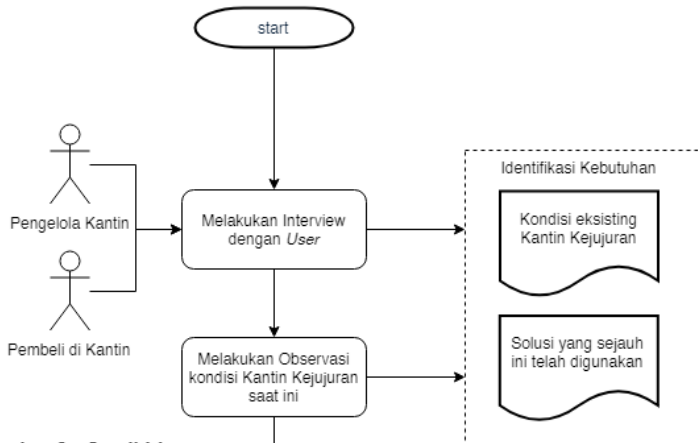 start
Identifikasi Kebutuhan
Pengelola Kantin
Melakukan Interview
dengan User
Kondisi eksisting
Kantin Kejujuran
Pembeli di Kantin
Melakukan Observasi
kondisi Kantin Kejujuran
saat ini
Solusi yang sejauh
ini telah digunakan